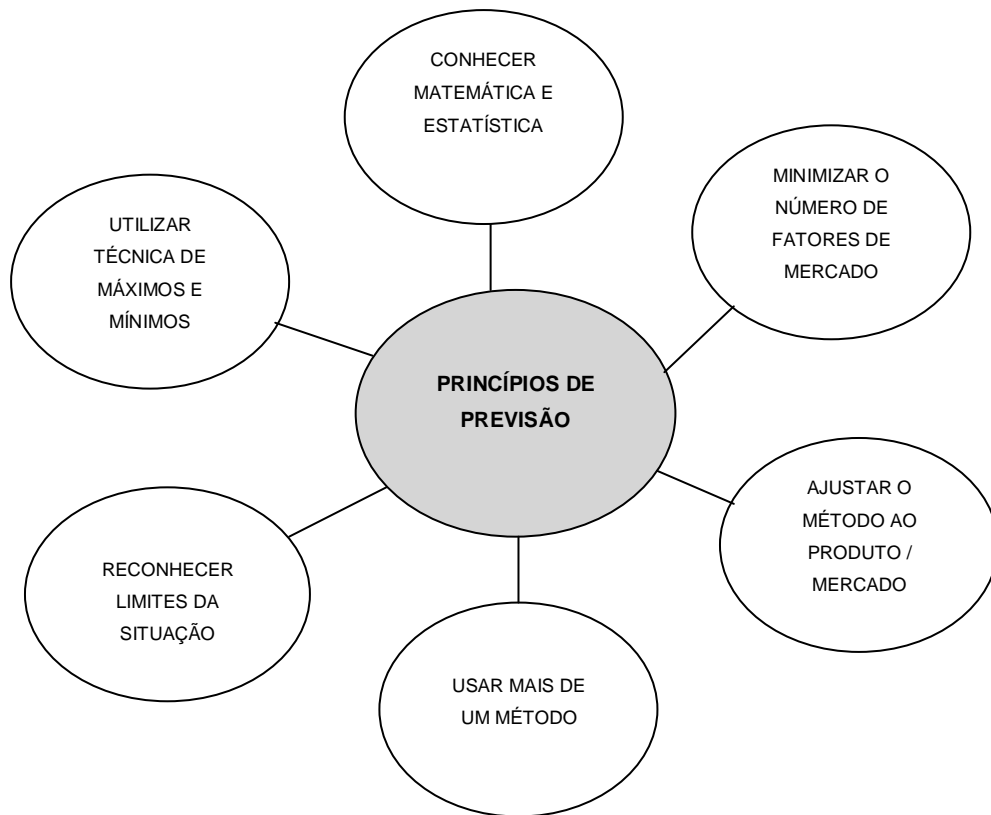 CONHECER
MATEMÁTICA E
ESTATÍSTICA
MINIMIZAR O
NÚMERO DE
FATORES DE
MERCADO
UTILIZAR
TÉCNICA DE
MÁXIMOS E
MÍNIMOS
PRINCÍPIOS DE
PREVISÃO
AJUSTAR O
MÉTODO AO
PRODUTO /
MERCADO
RECONHECER
LIMITES DA
SITUAÇÃO
USAR MAIS DE
UM MÉTODO